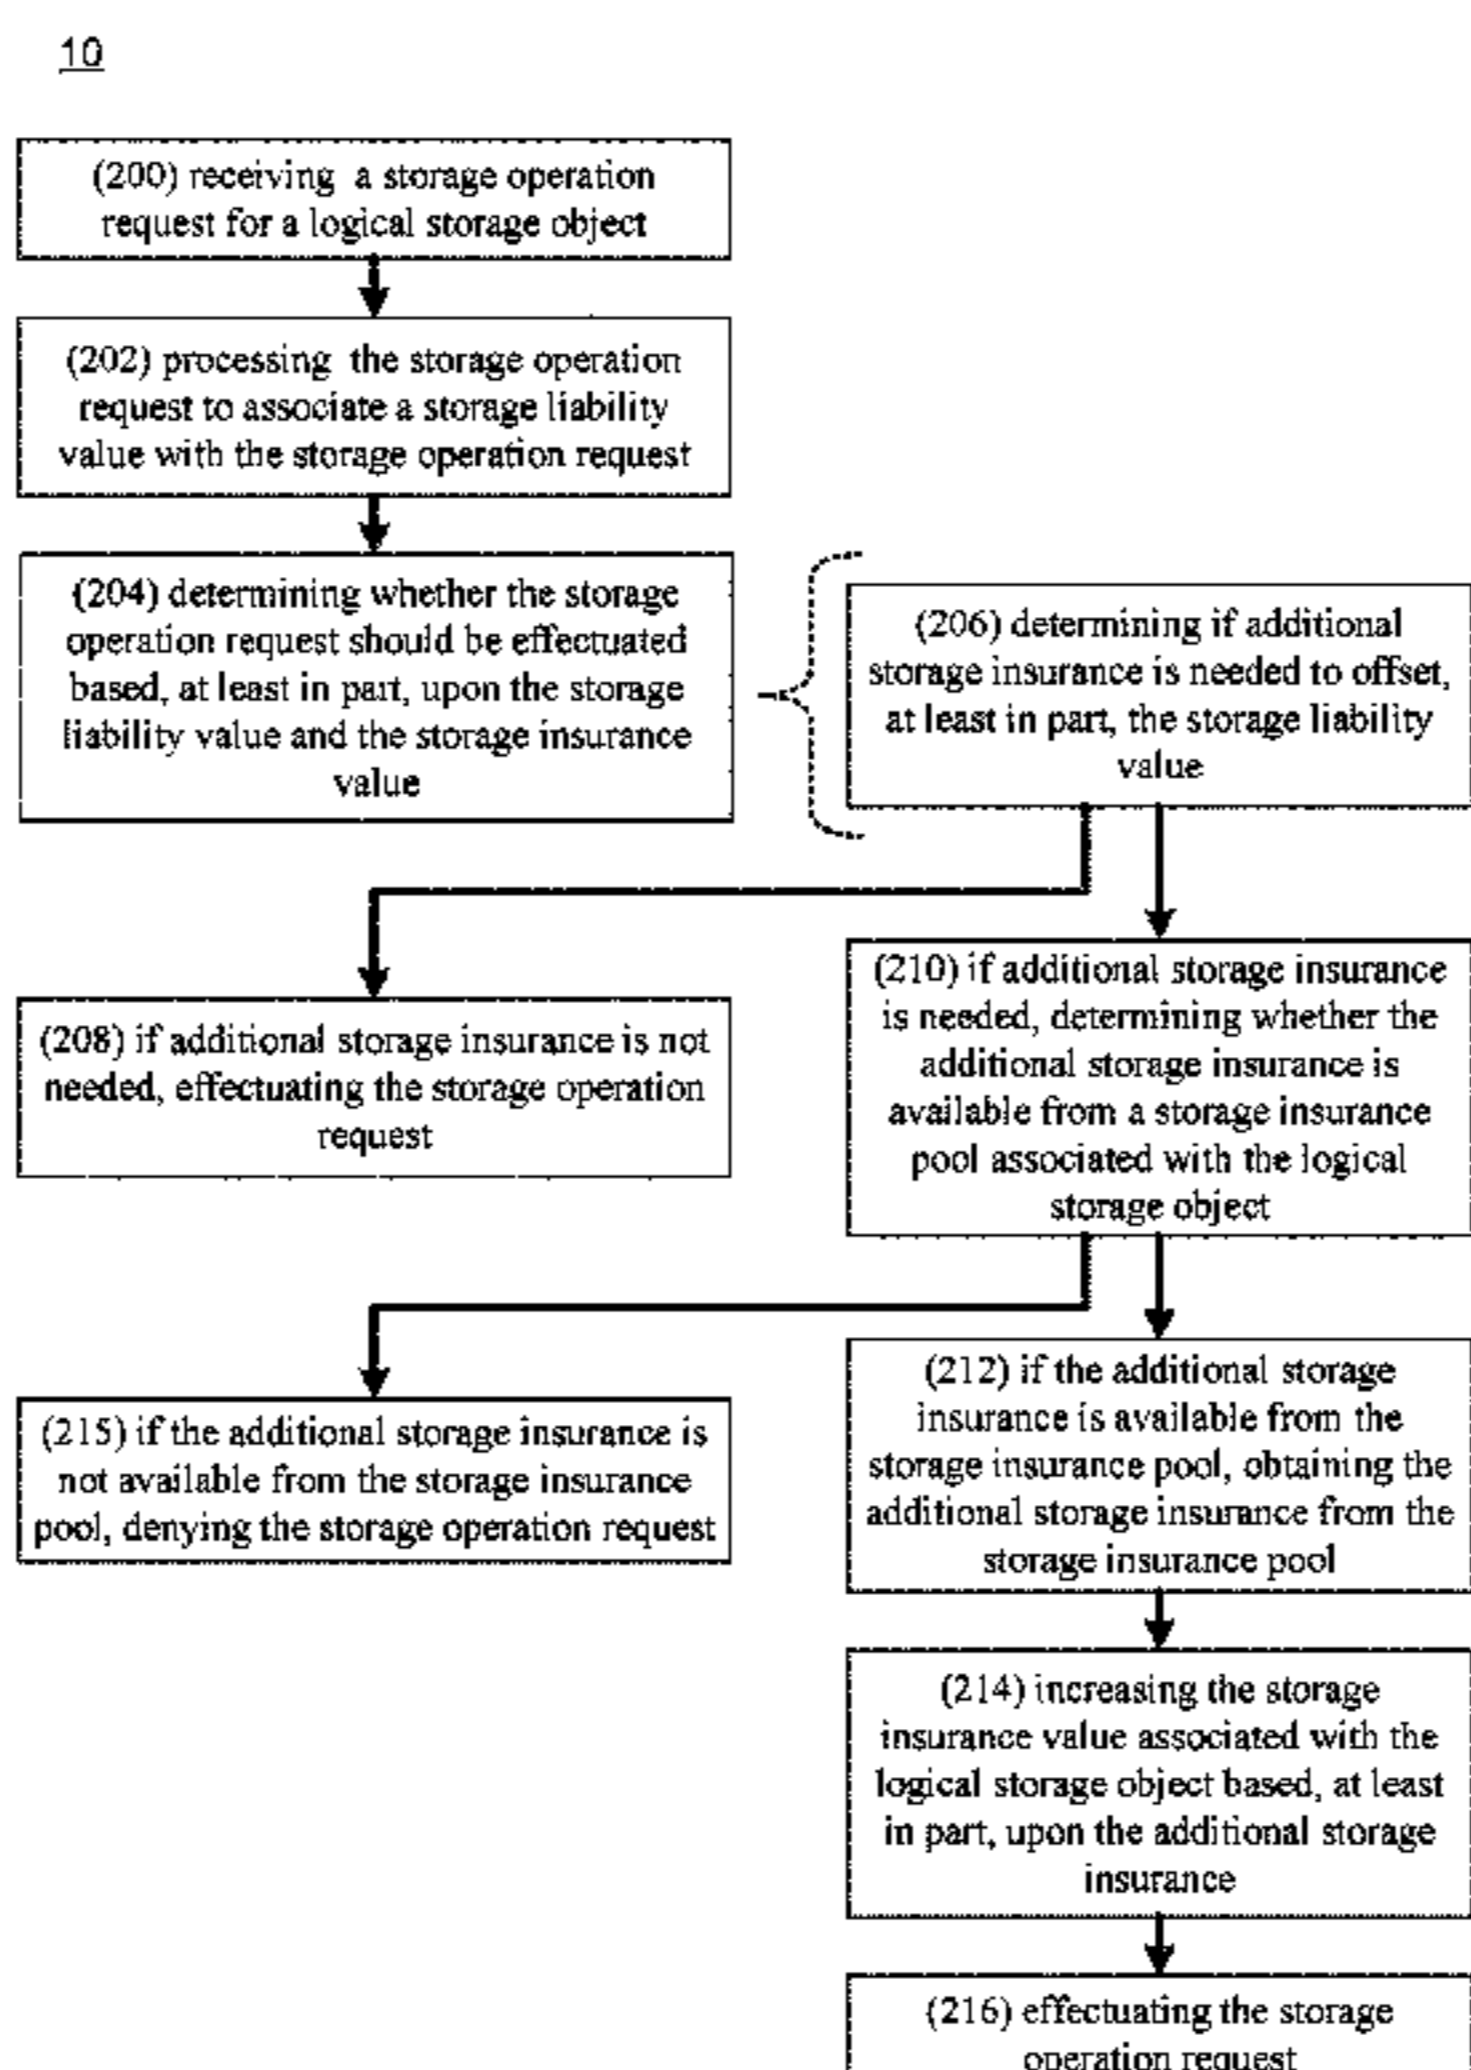 10
(200) receiving a storage operation
request for a logical storage object
(202) processing the storage operation
request to associate a storage liability
value with the storage operation request
(204) determining whether the storage
operation request should be effectuated
based, at least in part, upon the storage
liability value and the storage insurance
value
(206) determining if additional
storage insurance is needed to offset,
at least in part, the storage liability
value
(208) if additional storage insurance is not
needed, effectuating the storage operation
request
(210) if additional storage insurance
is needed, determining whether the
additional storage insurance is
available from a storage insurance
pool associated with the logical
storage object
(215) if the additional storage insurance is
not available from the storage insurance
pool, denying the storage operation request
(212) if the additional storage
insurance is available from the
storage insurance pool, obtaining the
additional storage insurance from the
storage insurance pool
(214) increasing the storage
insurance value associated with the
logical storage object based, at least
in part, upon the additional storage
insurance
(216) effectuating the storage
operation request